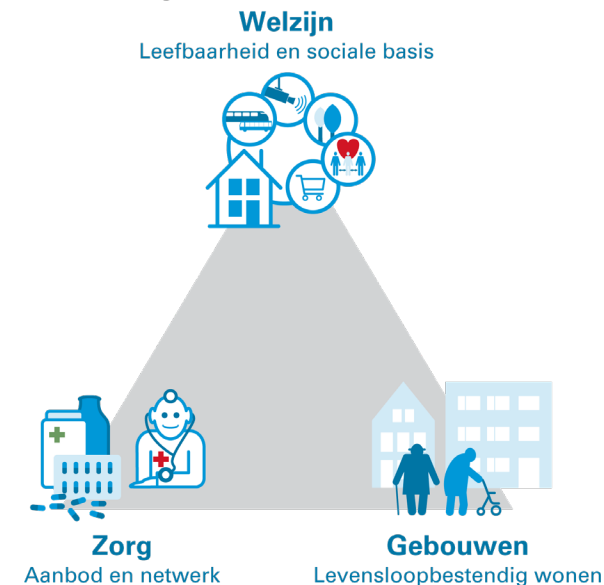 Welzijn
Leefbaarheid en sociale basis
Zorg
Aanbod en netwerk
Gebouwen
Levensloopbestendig wonen